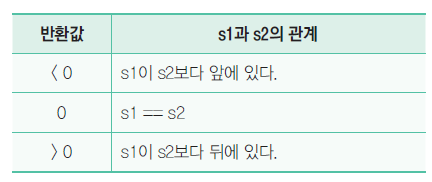 반환값 s1과 s2의 관계
< 0 s1이 s2보다 앞에 있다.
0 s1 == s2
> 0 s1이 s2보다 뒤에 있다.